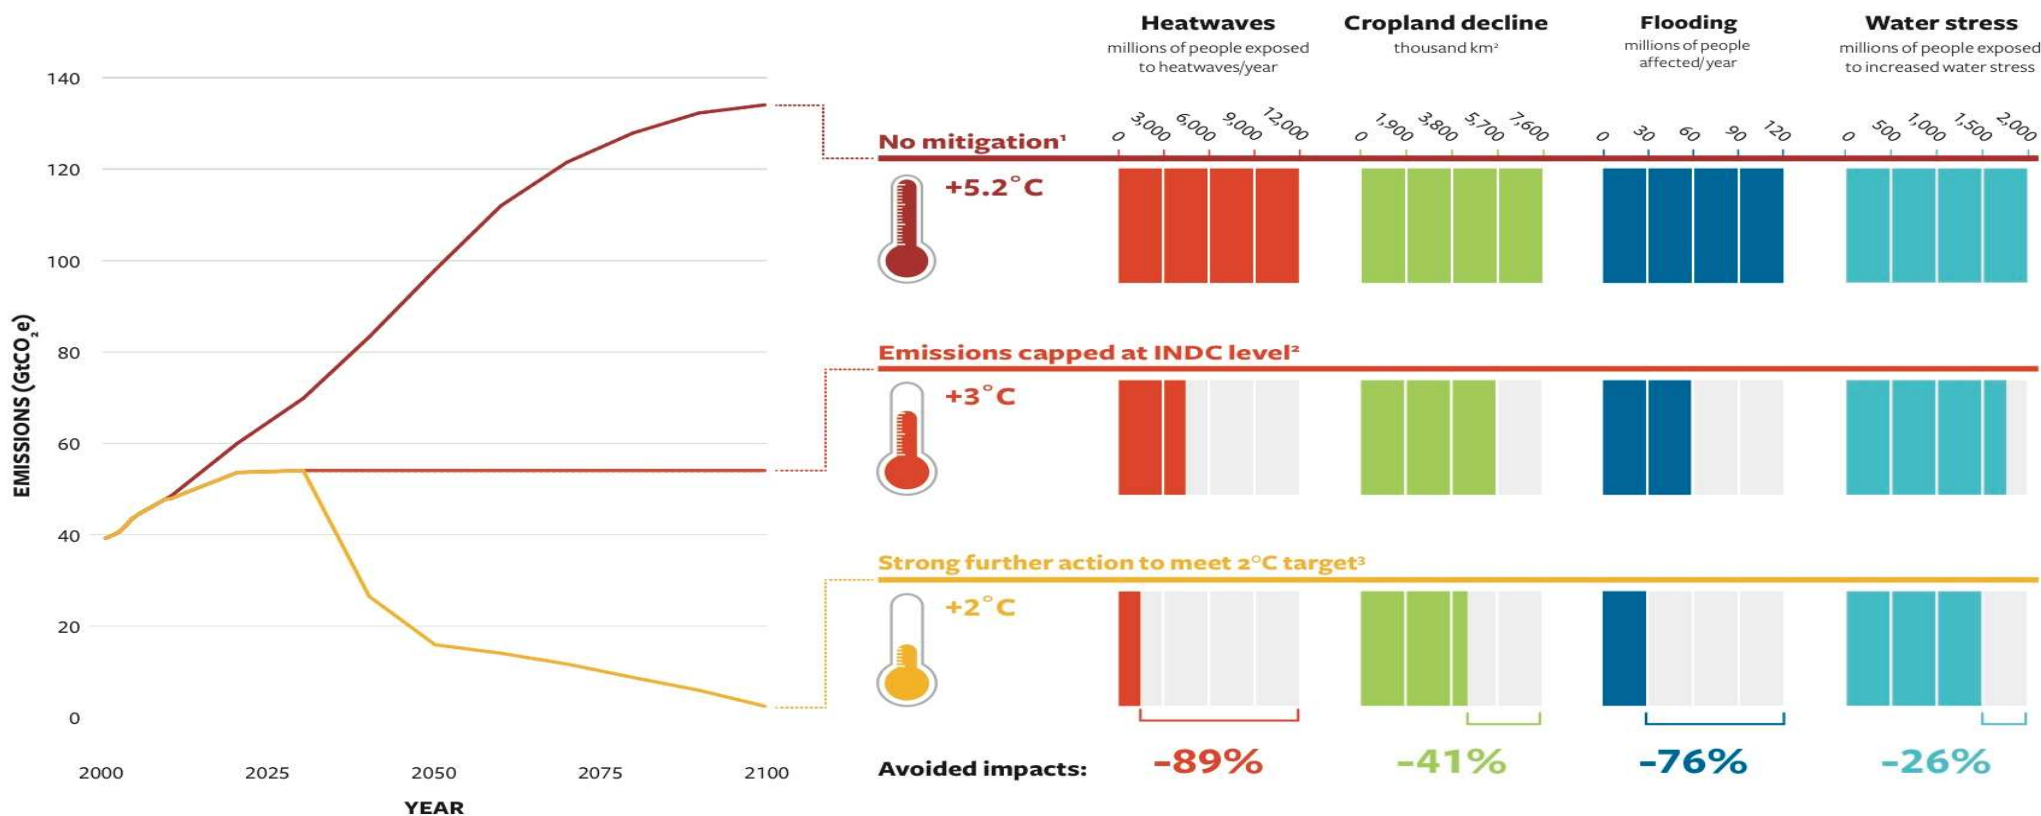 EMISSIONS (GtCO₂e)
140
120
100
80
60
40
20
0
2000 2025 2050 2075 2100
YEAR
Heatwaves
millions of people exposed
to heatwaves/year
Cropland decline
thousand km²
Flooding
millions of people
affected/year
Water stress
millions of people exposed
to increased water stress
0 3,000 6,000 9,000 12,000
0 1,900 3,800 5,700 7,600
0 30 60 90 120
0 500 1,000 1,500 2,000
No mitigation¹
+5.2°C
Emissions capped at INDC level²
+3°C
Strong further action to meet 2°C target³
+2°C
Avoided impacts: -89% -41% -76% -26%